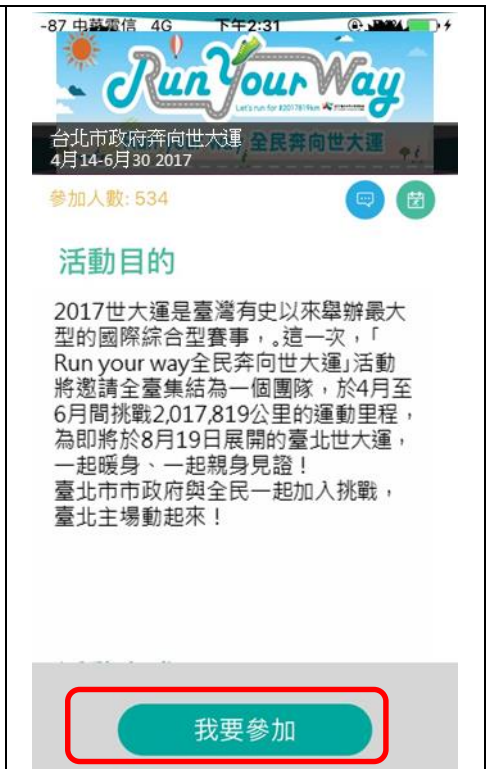 -87 中華電信 4G 下午2:31
Run Your Way
Let's run for #2017819km
台北市政府奔向世大運
全民奔向世大運
4月14-6月30 2017
參加人數: 534
活動目的
2017世大運是臺灣有史以來舉辦最大
型的國際綜合型賽事，。這一次，「
Run your way全民奔向世大運」活動
將邀請全臺集結為一個團隊，於4月至
6月間挑戰2,017,819公里的運動里程，
為即將於8月19日展開的臺北世大運，
一起暖身、一起親身見證！
臺北市市政府與全民一起加入挑戰，
臺北主場動起來！
我要參加